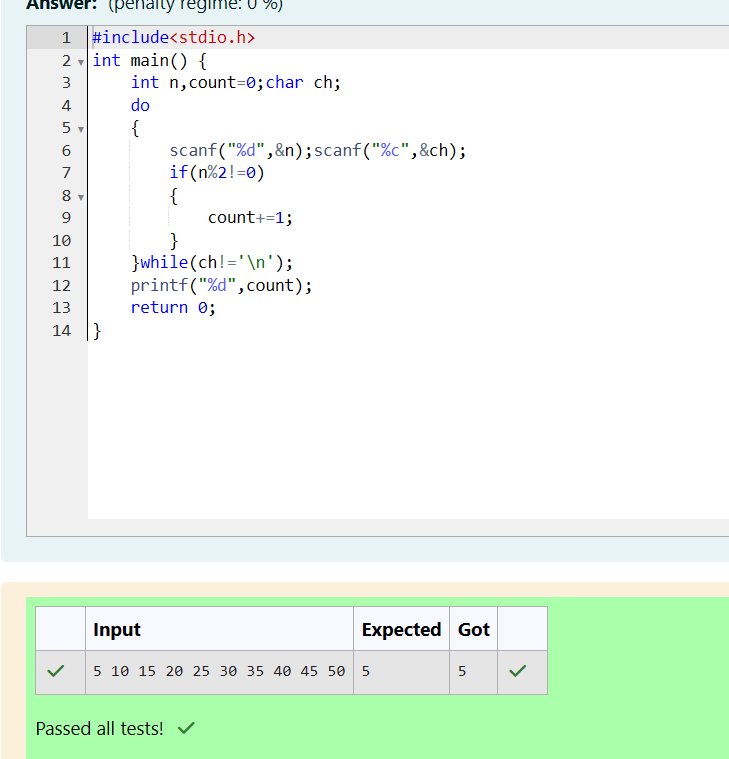 Answer: (penalty regime: 0 %)
1 #include<stdio.h>
2 int main() {
3     int n,count=0;char ch;
4     do
5     {
6         scanf("%d",&n);scanf("%c",&ch);
7         if(n%2!=0)
8         {
9             count+=1;
10         }
11     }while(ch!='\n');
12     printf("%d",count);
13     return 0;
14 }
Input Expected Got
5 10 15 20 25 30 35 40 45 50 5 5
Passed all tests!